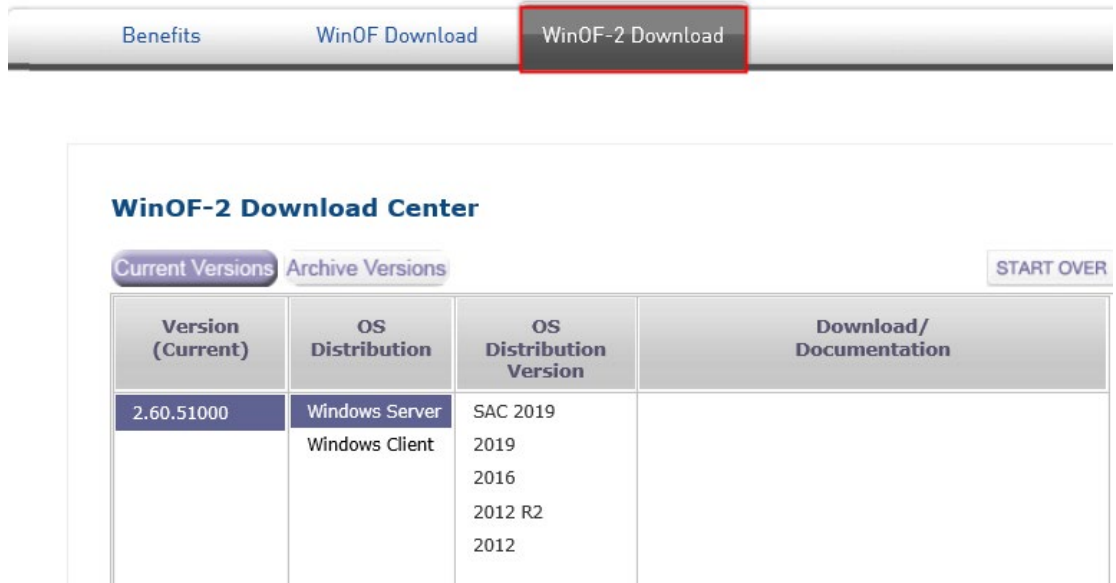 Benefits WinOF Download WinOF-2 Download
WinOF-2 Download Center
Current Versions Archive Versions START OVER
Version (Current) OS Distribution OS Distribution Version Download/ Documentation
2.60.51000 Windows Server SAC 2019
Windows Client 2019
2016
2012 R2
2012